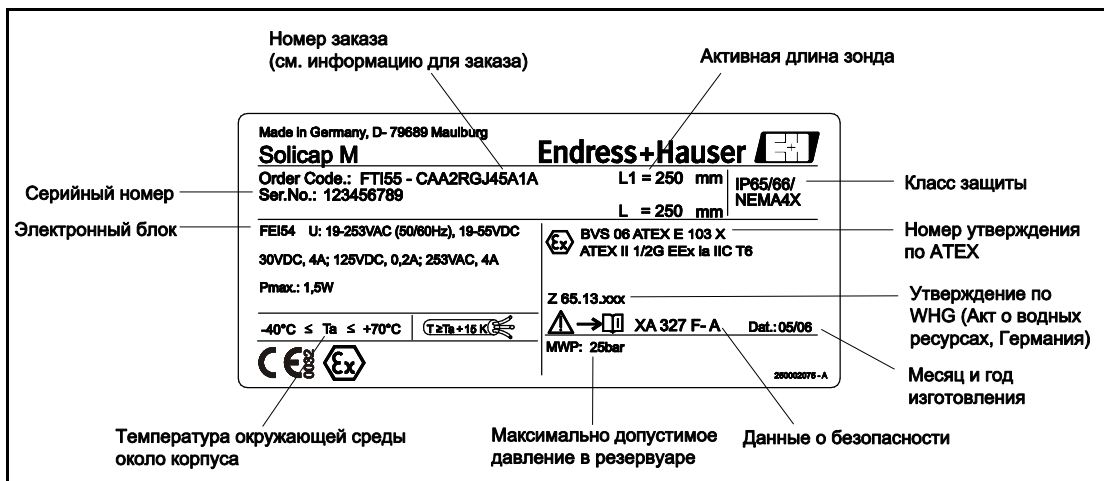 Номер заказа
(см. информацию для заказа)
Активная длина зонда
Made in Germany, D- 79689 Maulburg
Solicap M
Endress+Hauser
Order Code.: FTI55 - CAA2RGJ45A1A
Ser.No.: 123456789
L1 = 250 mm
L = 250 mm
IP65/66/
NEMA4X
Серийный номер
Класс защиты
Электронный блок
FEI54 U: 19-253VAC (50/60Hz), 19-55VDC
30VDC, 4A; 125VDC, 0,2A; 253VAC, 4A
Pmax.: 1,5W
Ex
BVS 06 ATEX E 103 X
ATEX II 1/2G EEx ia IIC T6
Номер утверждения
по ATEX
Z 65.13.xxx
Утверждение по
WHG (Акт о водных
ресурсах, Германия)
-40°C ≤ Ta ≤ +70°C
T≥Ta+15 K
XA 327 F- A
Dat.: 05/06
MWP: 25bar
CE 0032 Ex
250002075 - A
Месяц и год
изготовления
Температура окружающей среды
около корпуса
Максимально допустимое
давление в резервуаре
Данные о безопасности